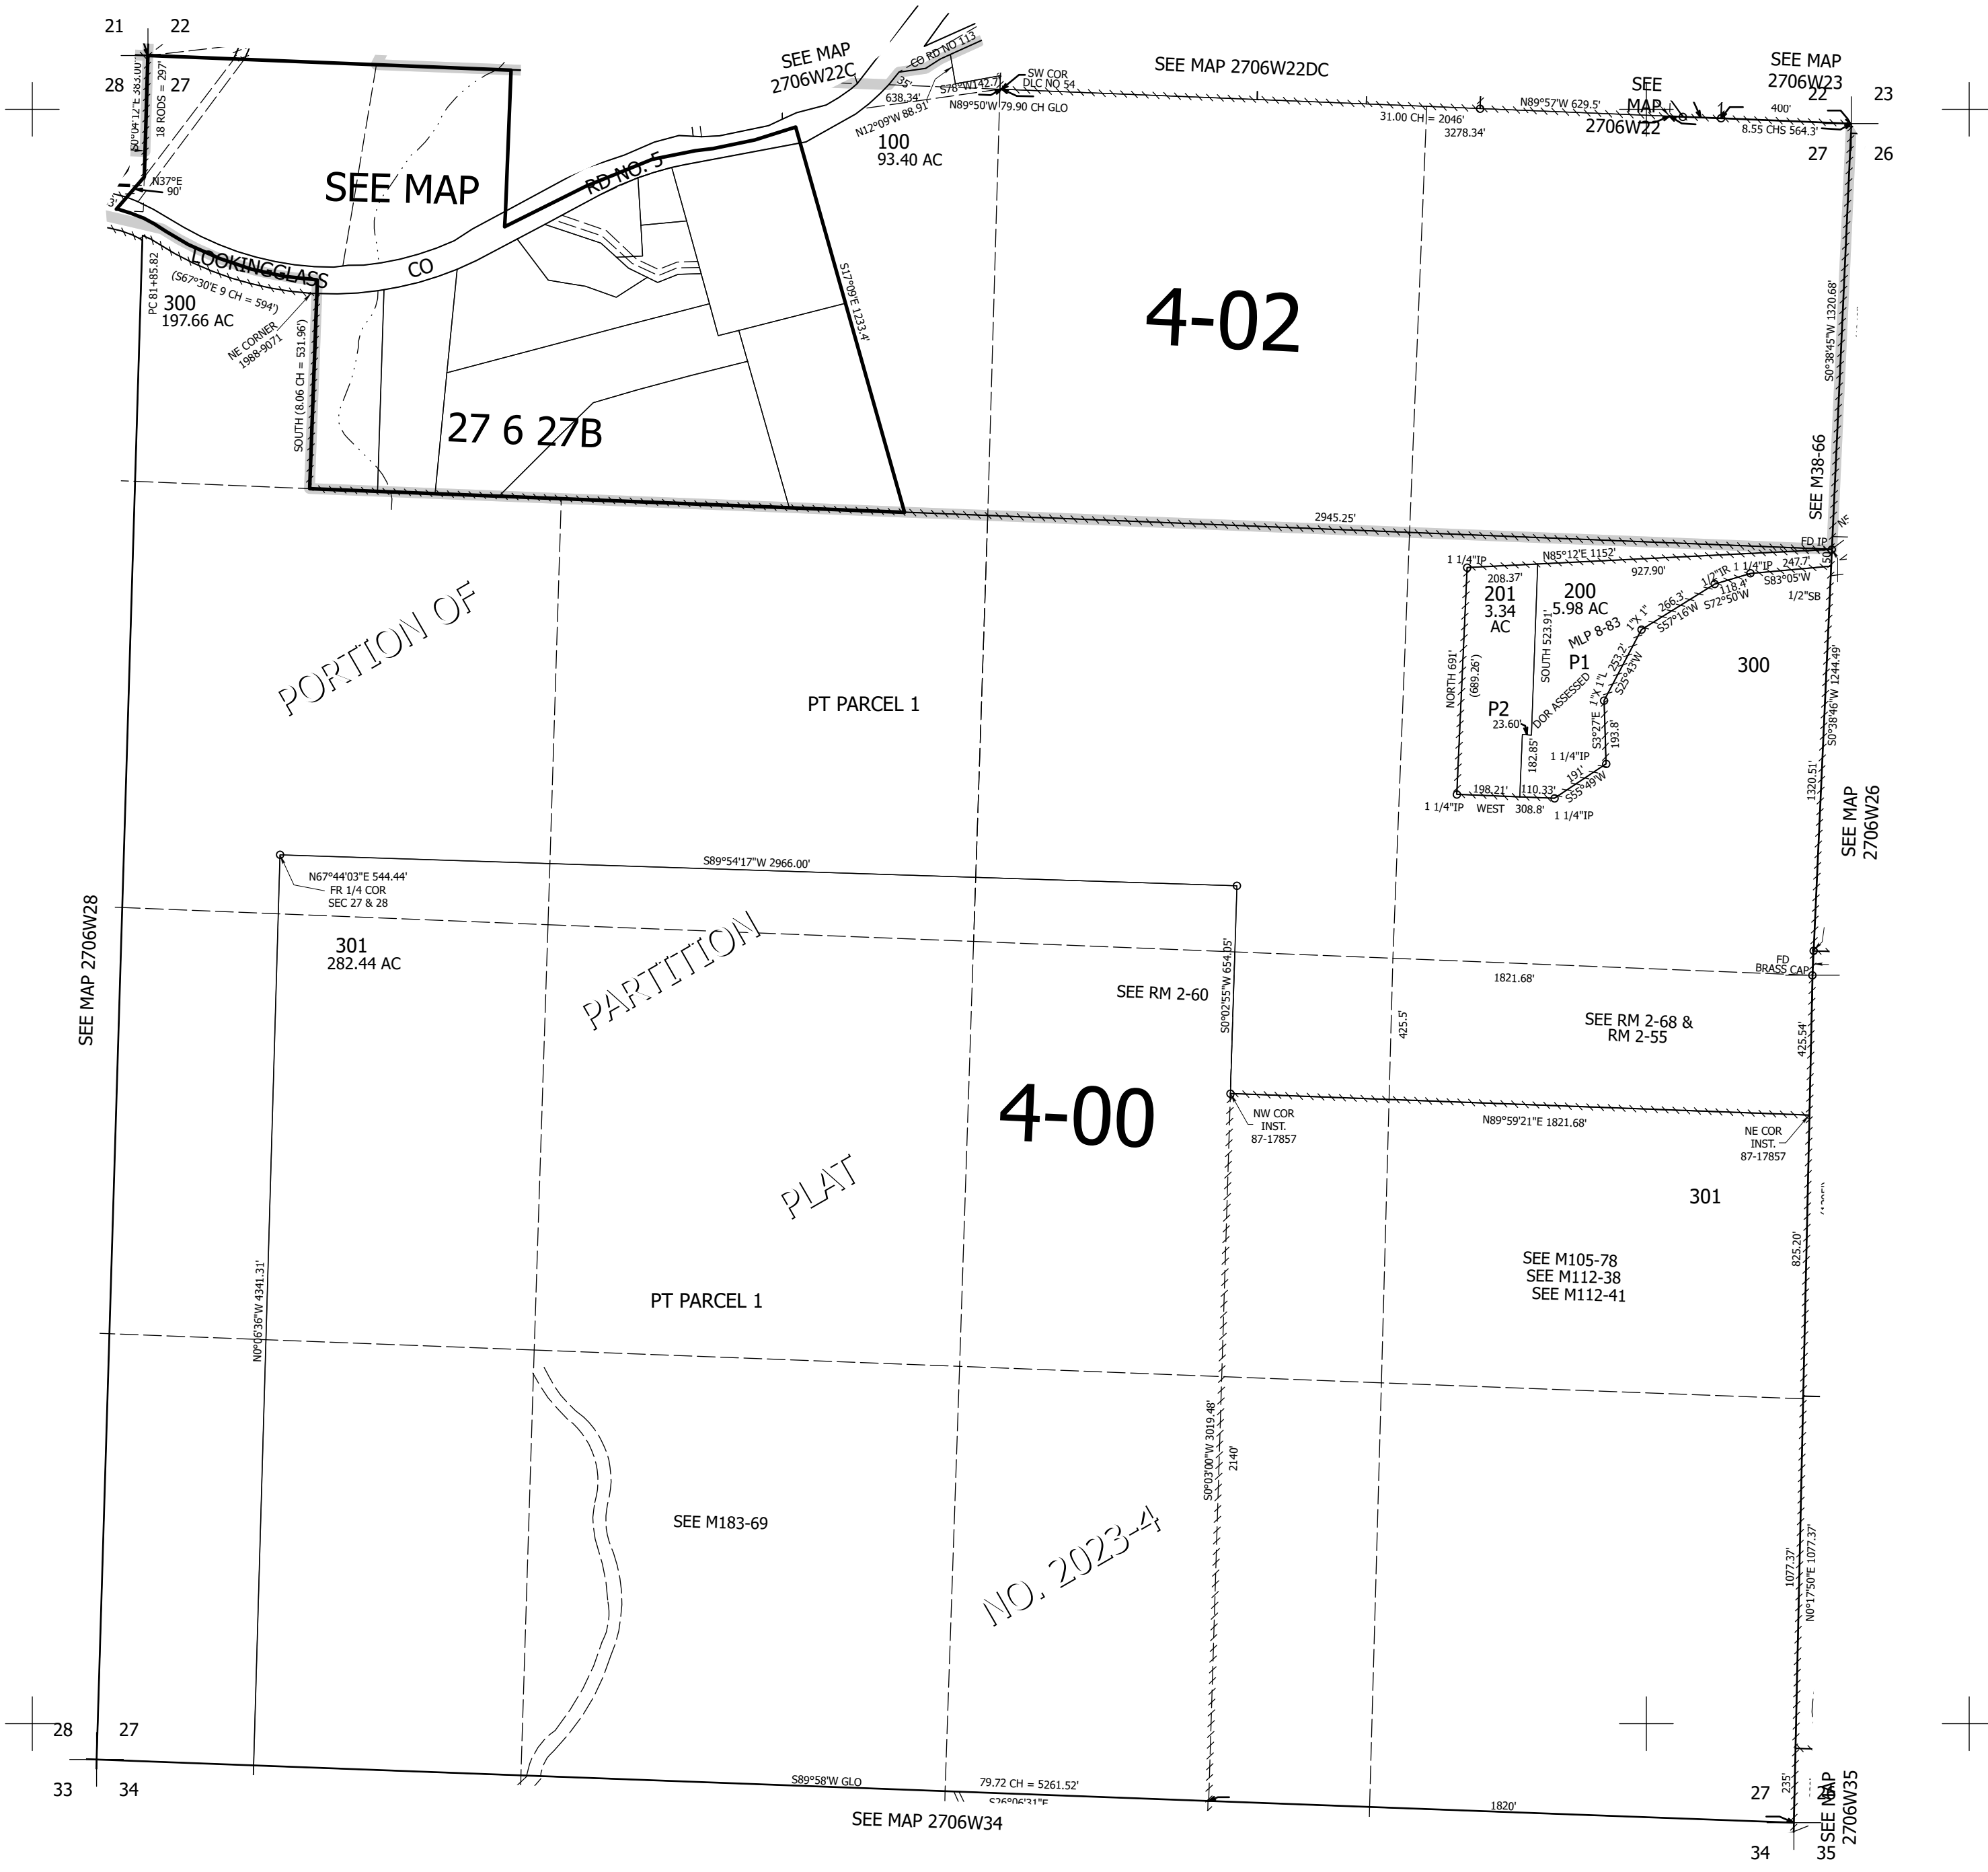 21
22
28
27
S0°04'12"E 383.00'
18 RODS = 297'
N37°E
90'
SEE MAP
SEE MAP
2706W22C
CO RD NO 113
35'
638.34'
S78°W142.7'
N12°09'W 88.91'
SW COR
DLC NO 54
N89°50'W 79.90 CH GLO
SEE MAP 2706W22DC
31.00 CH = 2046'
3278.34'
N89°57'W 629.5'
SEE
MAP
2706W22
SEE MAP
2706W23
22
23
400'
8.55 CHS 564.3'
27
26
100
93.40 AC
RD NO. 5
LOOKINGGLASS
CO
(S67°30'E 9 CH = 594')
PC 81+85.82
300
197.66 AC
NE CORNER
1988-9071
SOUTH (8.06 CH = 531.96')
27 6 27B
S17°09'E 1233.4'
4-02
S0°38'45"W 1320.68'
SEE M38-66
2945.25'
FD IP
50'
1 1/4"IP
N85°12'E 1152'
208.37'
927.90'
201
3.34
AC
200
5.98 AC
MLP 8-83
P1
1/2"IR
1 1/4"IP
247.7'
S83°05'W
118.4'
S72°50'W
1/2"SB
266.3'
S57°16'W
1"X 1"
253.2'
S25°43'W
1"X 1"L
S3°27'E
193.8'
SOUTH 523.91'
DOR ASSESSED
NORTH 691'
(689.26')
P2
23.60'
182.85'
1 1/4"IP
191'
S55°49'W
198.21'
110.33'
1 1/4"IP
WEST
308.8'
1 1/4"IP
300
S0°38'46"W 1244.49'
1320.51'
SEE MAP
2706W26
PORTION OF
PT PARCEL 1
S89°54'17"W 2966.00'
N67°44'03"E 544.44'
FR 1/4 COR
SEC 27 & 28
SEE MAP 2706W28
301
282.44 AC
PARTITION
SEE RM 2-60
S0°02'55"W 654.05'
FD
BRASS CAP
1821.68'
425.5'
SEE RM 2-68 &
RM 2-55
425.54'
4-00
NW COR
INST.
87-17857
N89°59'21"E 1821.68'
NE COR
INST.
87-17857
PLAT
301
SEE M105-78
SEE M112-38
SEE M112-41
825.20'
N0°06'36"W 4341.31'
PT PARCEL 1
S0°03'00"W 3019.48'
2140'
SEE M183-69
NO. 2023-4
1077.37'
N0°17'50"E 1077.37'
28
27
33
34
S89°58'W GLO
79.72 CH = 5261.52'
S26°06'31"E
SEE MAP 2706W34
1820'
235'
27
26
34
35
SEE MAP
2706W35